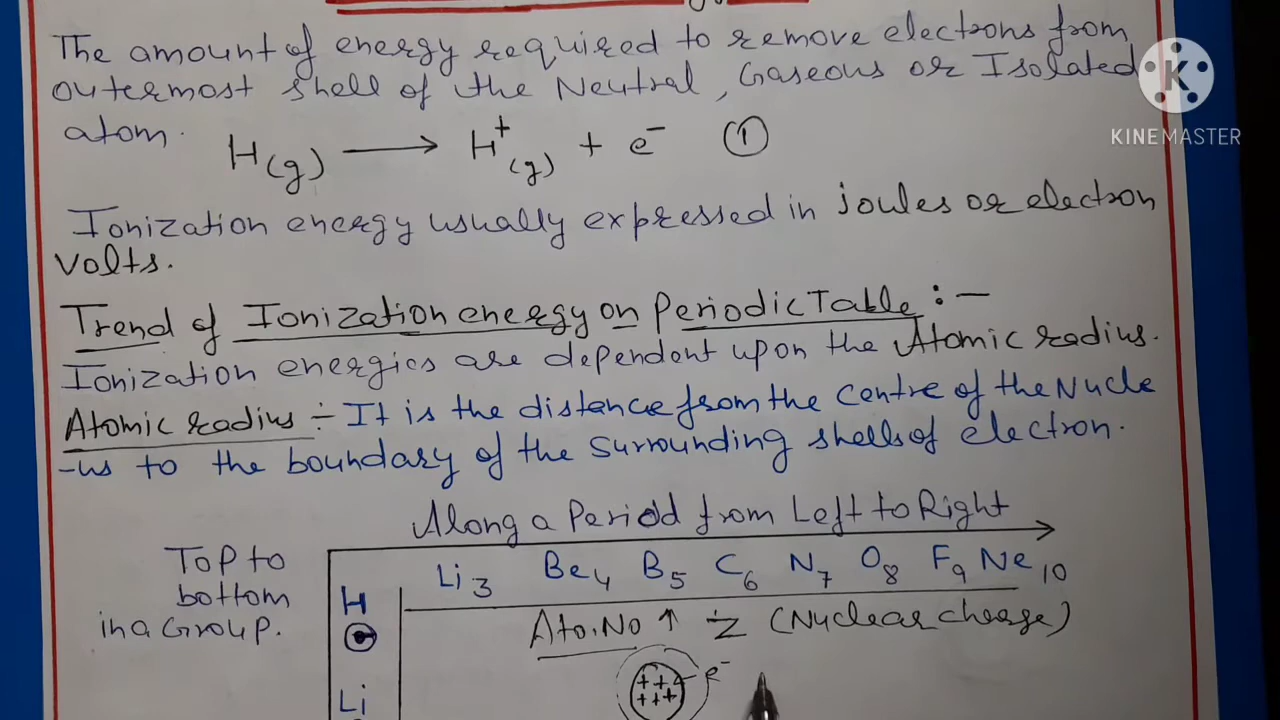 The amount of energy required to remove electrons from
outermost shell of the Neutral, Gaseous or Isolated
atom.
H(g) ⟶ H⁺(g) + e⁻ ①
Ionization energy usually expressed in joules or electron
volts.
Trend of Ionization energy on Periodic Table :-
Ionization energies are dependent upon the Atomic radius.
Atomic radius :- It is the distance from the centre of the Nucle
-us to the boundary of the surrounding shells of electron.
Along a Period from Left to Right
Top to
bottom
in a Group.
Li₃ Be₄ B₅ C₆ N₇ O₈ F₉ Ne₁₀
H
Ato.No ↑ ÷ Z (Nuclear charge)
e⁻
++
+++
Li
K
KINEMASTER